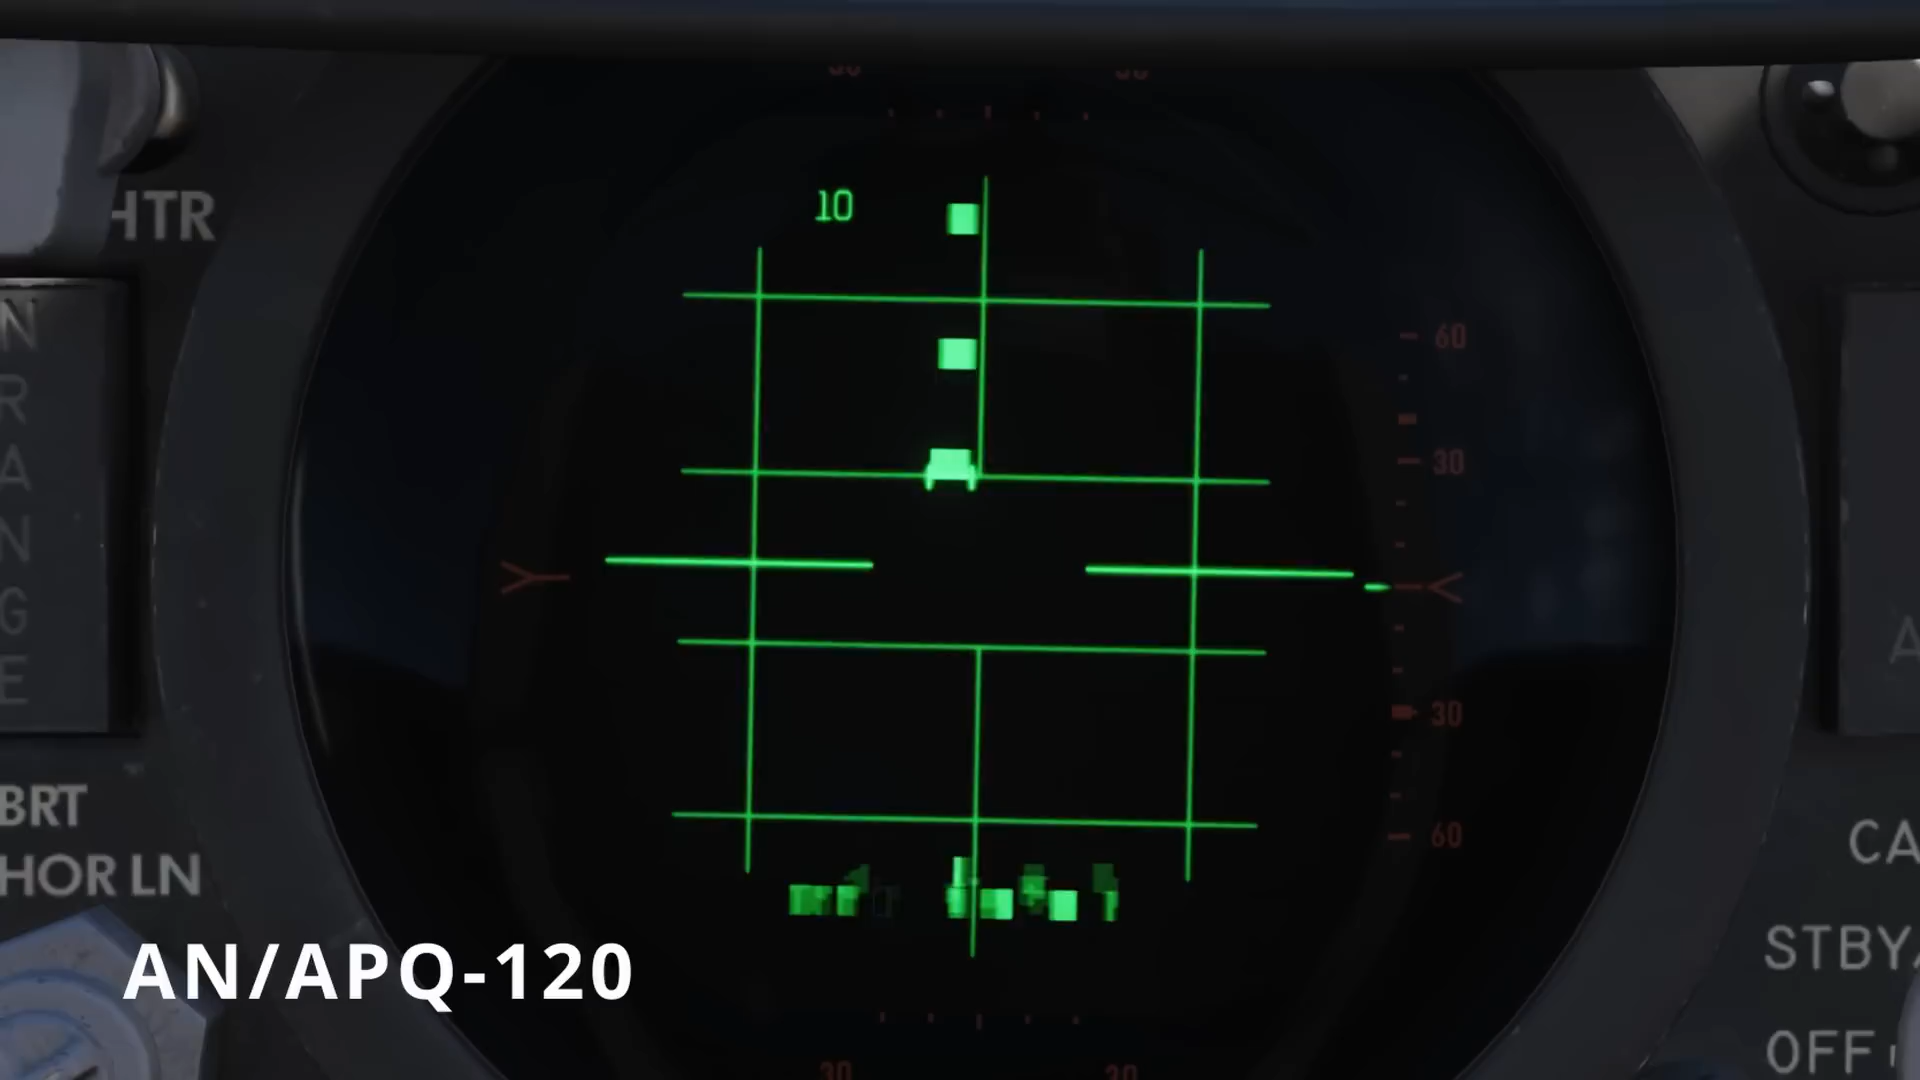 10
HTR
60
30
N
R
A
N
G
E
30
60
BRT
HOR LN
CA
STBY/
OFF
A
AN/APQ-120